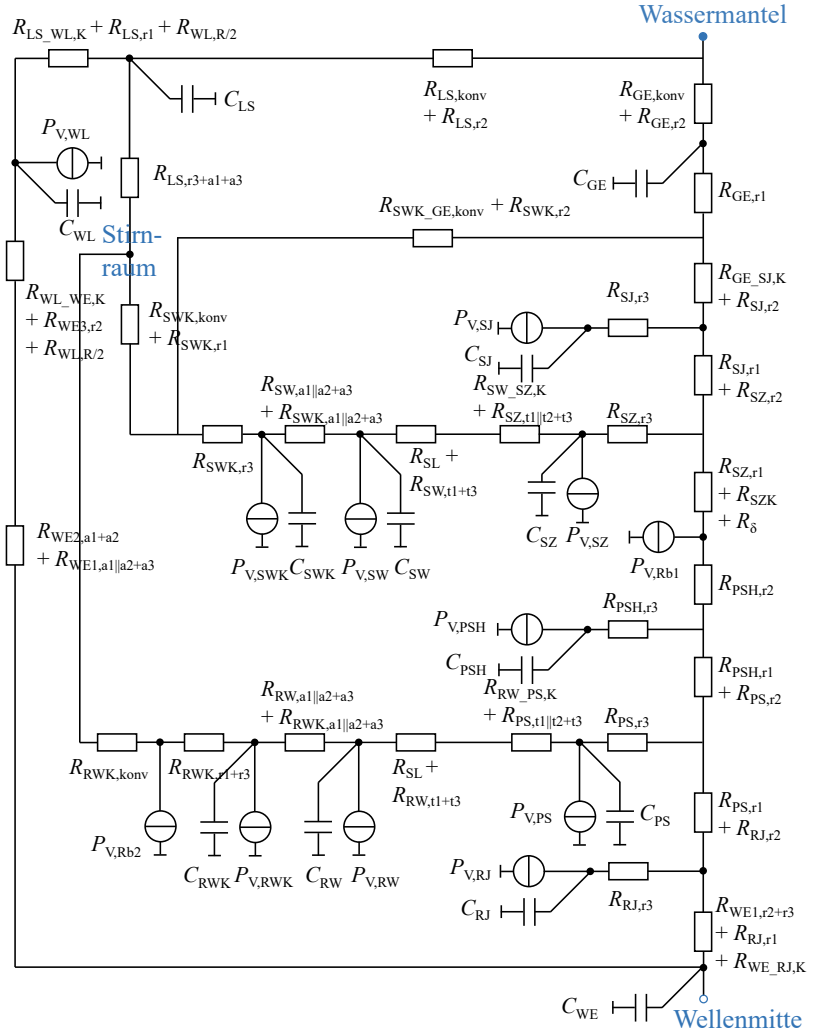 Wassermantel
R_LS_WL,K + R_LS,r1 + R_WL,R/2
C_LS
R_LS,konv
+ R_LS,r2
R_GE,konv
+ R_GE,r2
P_V,WL
R_LS,r3+a1+a3
C_GE
R_GE,r1
C_WL
Stirn-
raum
R_SWK_GE,konv + R_SWK,r2
R_WL_WE,K
+ R_WE3,r2
+ R_WL,R/2
R_SWK,konv
+ R_SWK,r1
R_SJ,r3
R_GE_SJ,K
+ R_SJ,r2
P_V,SJ
C_SJ
R_SJ,r1
+ R_SZ,r2
R_SW,a1||a2+a3
+ R_SWK,a1||a2+a3
R_SW_SZ,K
+ R_SZ,t1||t2+t3
R_SZ,r3
R_SWK,r3
R_SL +
R_SW,t1+t3
R_SZ,r1
+ R_SZK
+ R_δ
R_WE2,a1+a2
+ R_WE1,a1||a2+a3
P_V,SWK
C_SWK
P_V,SW
C_SW
C_SZ
P_V,SZ
P_V,Rb1
R_PSH,r2
R_PSH,r3
P_V,PSH
C_PSH
R_PSH,r1
+ R_PS,r2
R_RW,a1||a2+a3
+ R_RWK,a1||a2+a3
R_RW_PS,K
+ R_PS,t1||t2+t3
R_PS,r3
R_RWK,konv
R_RWK,r1+r3
R_SL +
R_RW,t1+t3
P_V,Rb2
C_RWK
P_V,RWK
C_RW
P_V,RW
P_V,PS
C_PS
R_PS,r1
+ R_RJ,r2
P_V,RJ
C_RJ
R_RJ,r3
R_WE1,r2+r3
+ R_RJ,r1
+ R_WE_RJ,K
C_WE
Wellenmitte